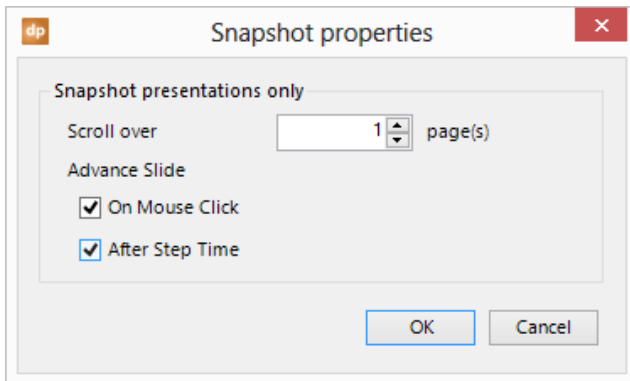 dp
Snapshot properties
Snapshot presentations only
Scroll over 1 page(s)
Advance Slide
On Mouse Click
After Step Time
OK Cancel